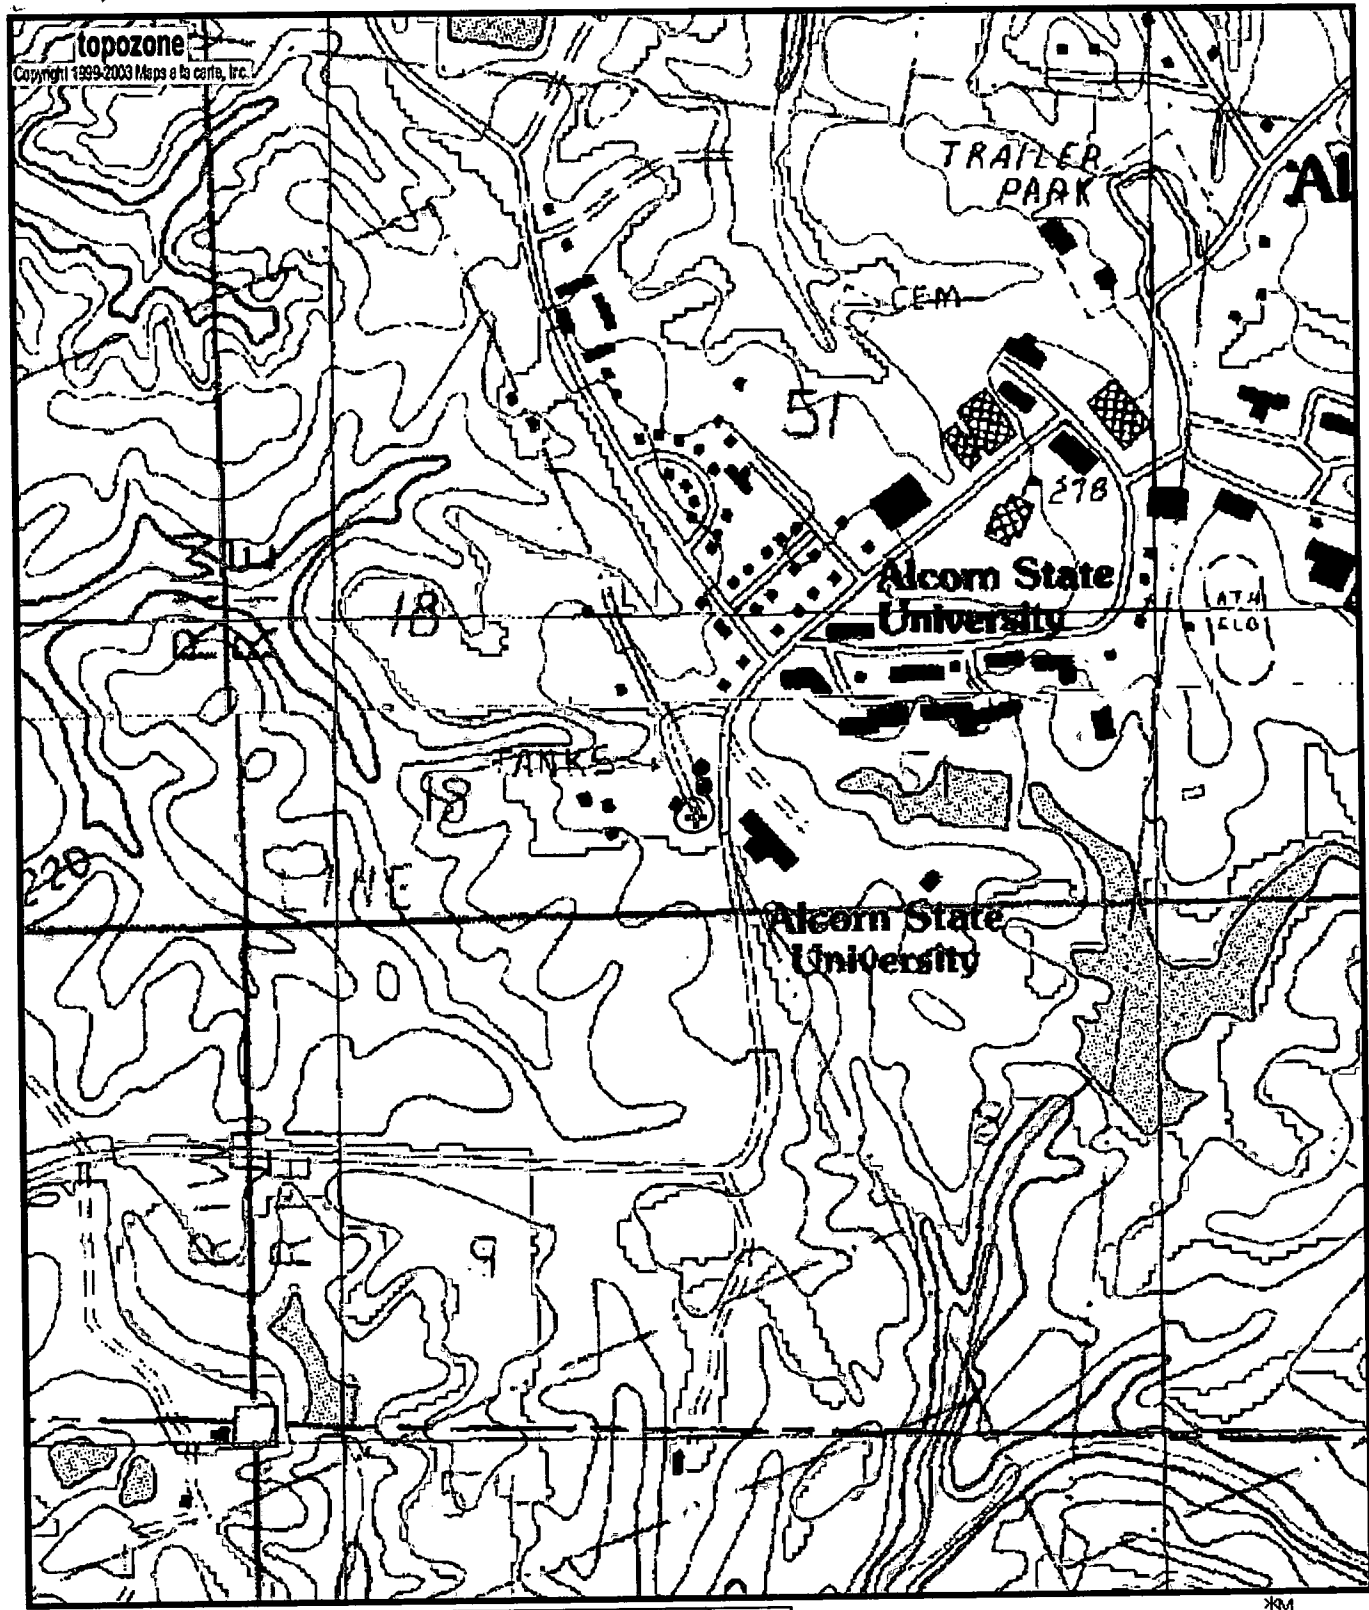 topozone
Copyright 1999-2003 Maps a la carte, Inc.
TRAILER
PARK
Al
CEM
51
278
Alcorn State
University
ATH
FLD
18
TANKS
51
18
220
LINE
Alcorn State
University
9
KM